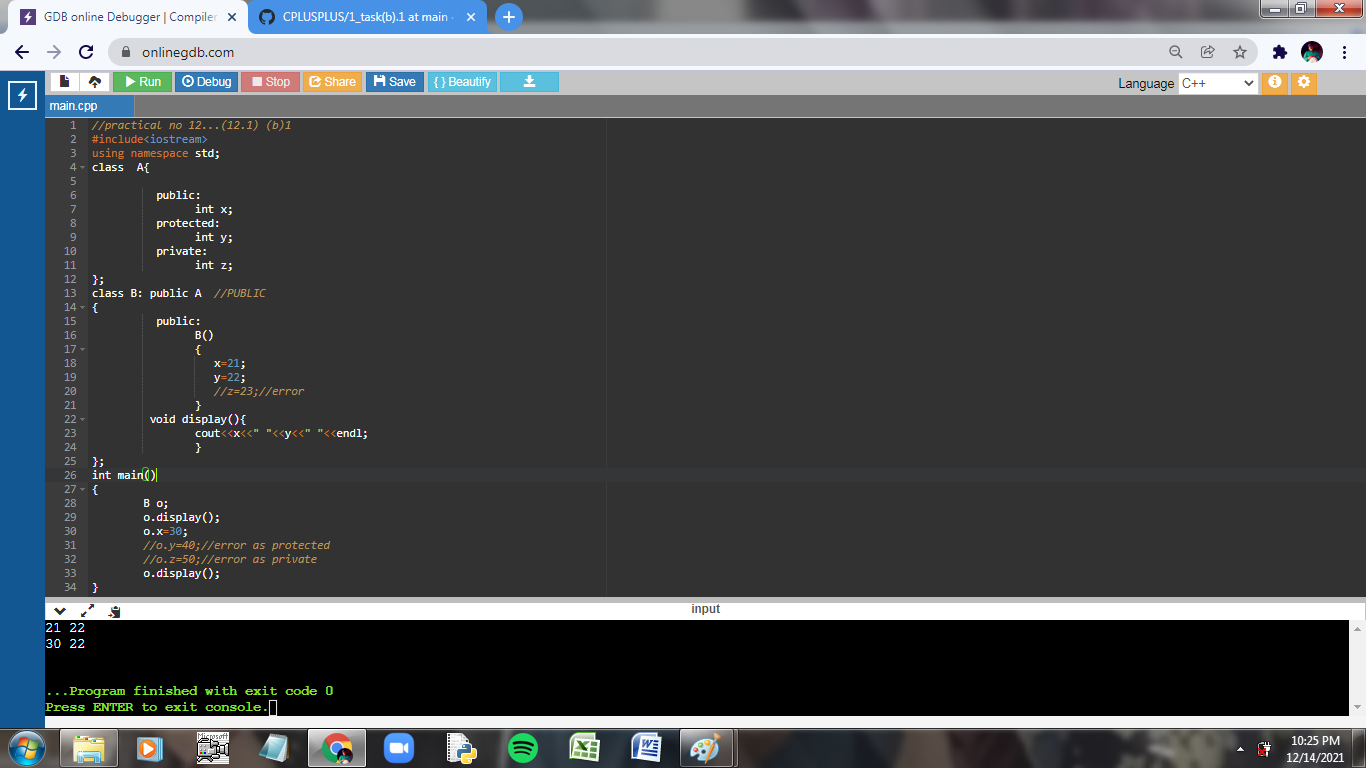 GDB online Debugger | Compiler
CPLUSPLUS/1_task(b).1 at main
onlinegdb.com
Run Debug Stop Share Save { } Beautify
Language C++
main.cpp
1 //practical no 12...(12.1) (b)1
2 #include<iostream>
3 using namespace std;
4 class  A{
5
6 public:
7 int x;
8 protected:
9 int y;
10 private:
11 int z;
12 };
13 class B: public A  //PUBLIC
14 {
15 public:
16 B()
17 {
18 x=21;
19 y=22;
20 //z=23;//error
21 }
22 void display(){
23 cout<<x<<" "<<y<<" "<<endl;
24 }
25 };
26 int main()
27 {
28 B o;
29 o.display();
30 o.x=30;
31 //o.y=40;//error as protected
32 //o.z=50;//error as private
33 o.display();
34 }
input
21 22
30 22
...Program finished with exit code 0
Press ENTER to exit console.
Microsoft
10:25 PM
12/14/2021